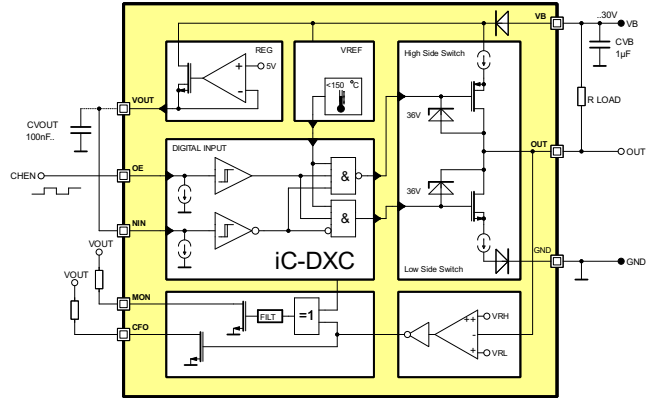 REG
5V
VREF
<150 °C
High Side Switch
VB
..30V
VB
CVB
1µF
VOUT
CVOUT
100nF..
36V
R LOAD
DIGITAL INPUT
OE
CHEN
&
OUT
OUT
36V
&
NIN
iC-DXC
Low Side Switch
GND
GND
VOUT
VOUT
MON
FILT
=1
CFO
++
-
+
VRH
VRL